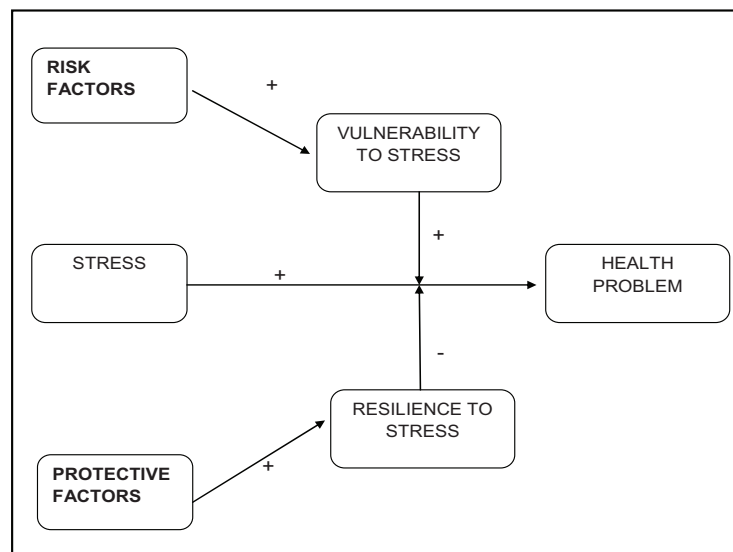 RISK
FACTORS
+
VULNERABILITY
TO STRESS
+
STRESS
+
HEALTH
PROBLEM
-
RESILIENCE TO
STRESS
+
PROTECTIVE
FACTORS